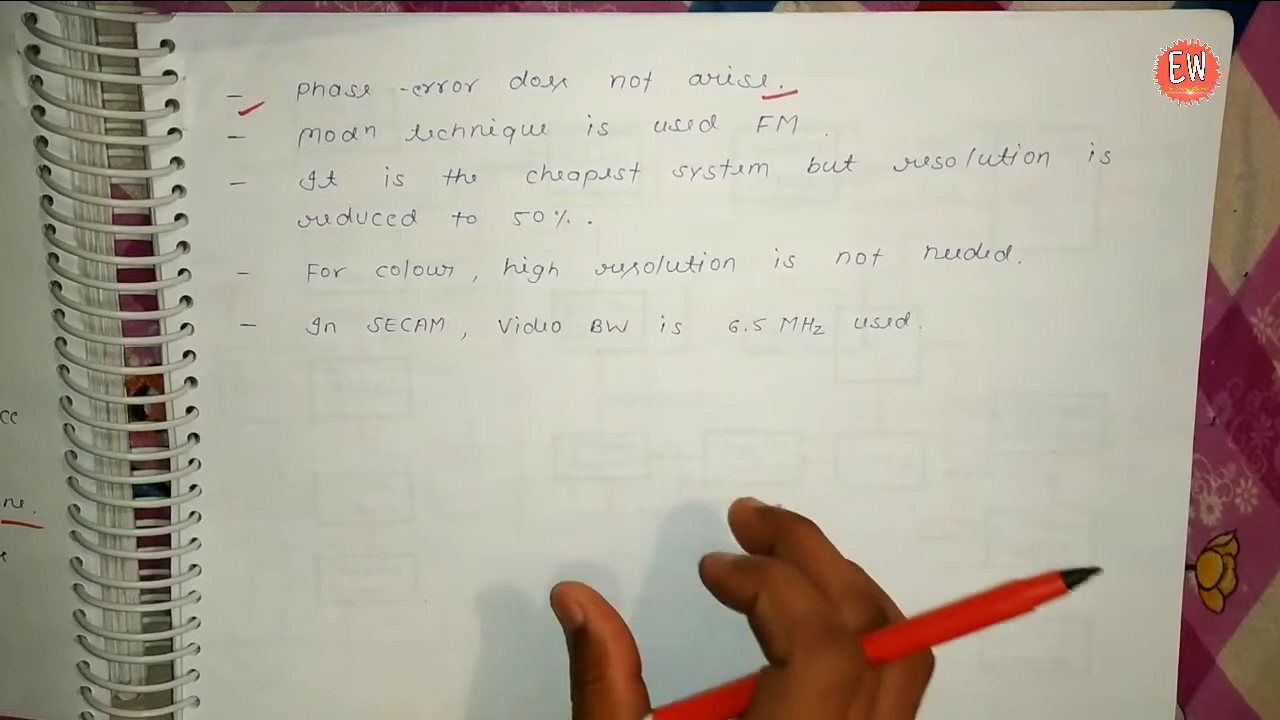 EW
- phase -error does not arise.
- modn technique is used FM.
- It is the cheapest system but resolution is
reduced to 50%.
- For colour, high resolution is not needed.
- In SECAM, Video BW is 6.5 MHz used.
cc
ne.